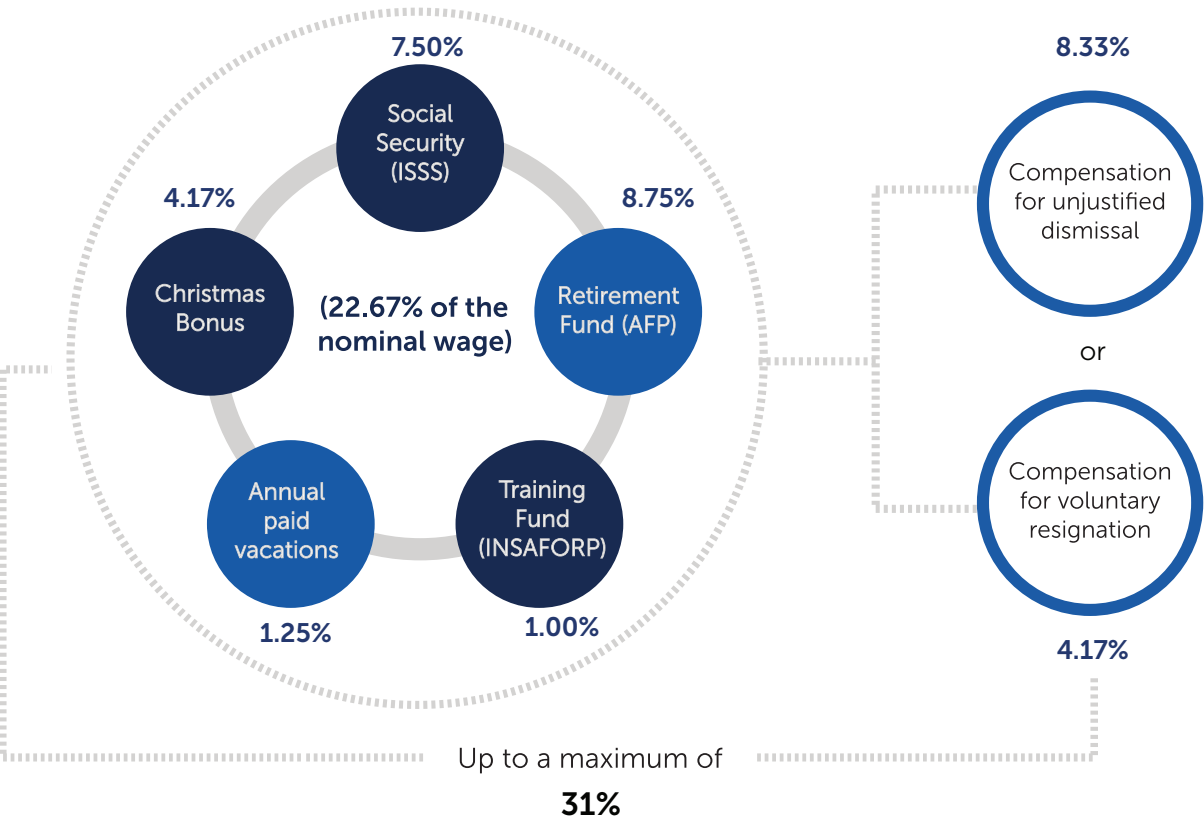 7.50%
Social
Security
(ISSS)
4.17%
Christmas
Bonus
8.75%
Retirement
Fund (AFP)
(22.67% of the
nominal wage)
Annual
paid
vacations
1.25%
Training
Fund
(INSAFORP)
1.00%
8.33%
Compensation
for unjustified
dismissal
or
Compensation
for voluntary
resignation
4.17%
Up to a maximum of
31%